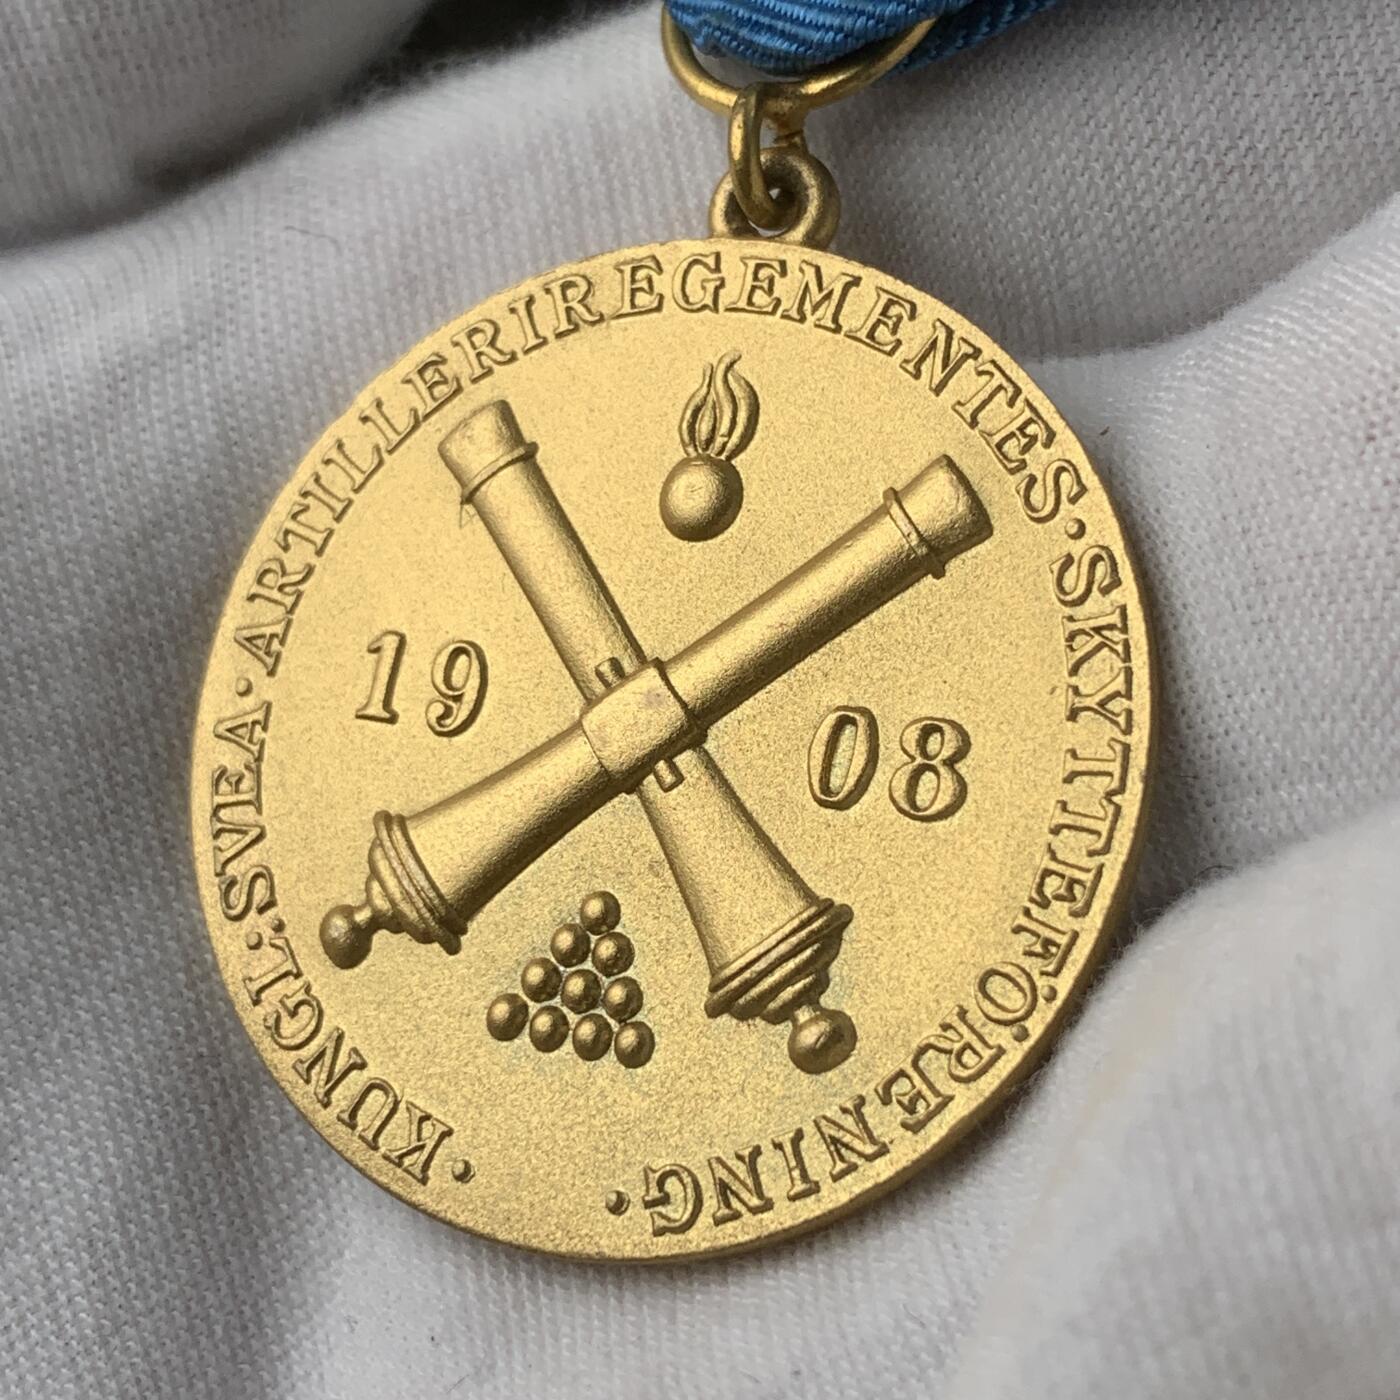 · KUNGL · SVEA · ARTILLERIREGEMENTES · SKYTTEFÖRENING ·
19 08